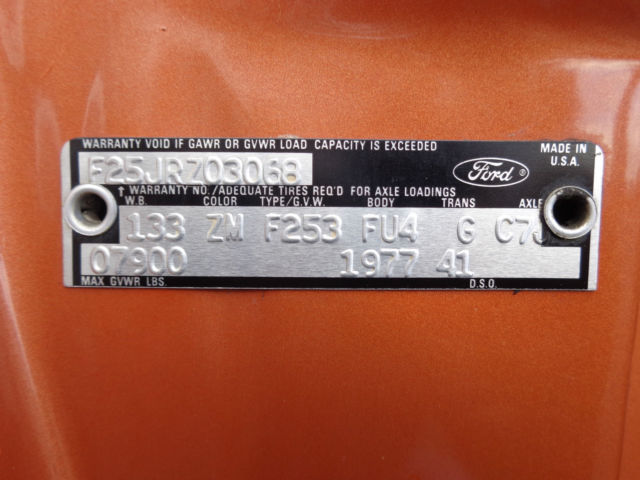 WARRANTY VOID IF GAWR OR GVWR LOAD CAPACITY IS EXCEEDED
MADE IN
U.S.A.
F25JRZ03068
Ford ®
↑ WARRANTY NO./ADEQUATE TIRES REQ'D FOR AXLE LOADINGS
W.B. COLOR TYPE/G.V.W. BODY TRANS AXLE
133 ZM F253 FU4 G C7J
07900 1977 41
MAX GVWR LBS. D.S.O.